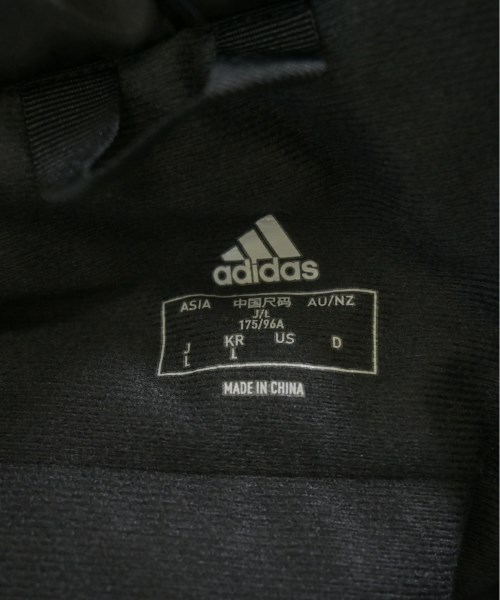 adidas
ASIA 中国尺码 AU/NZ
J/L
175/96A
J KR US D
L L
MADE IN CHINA